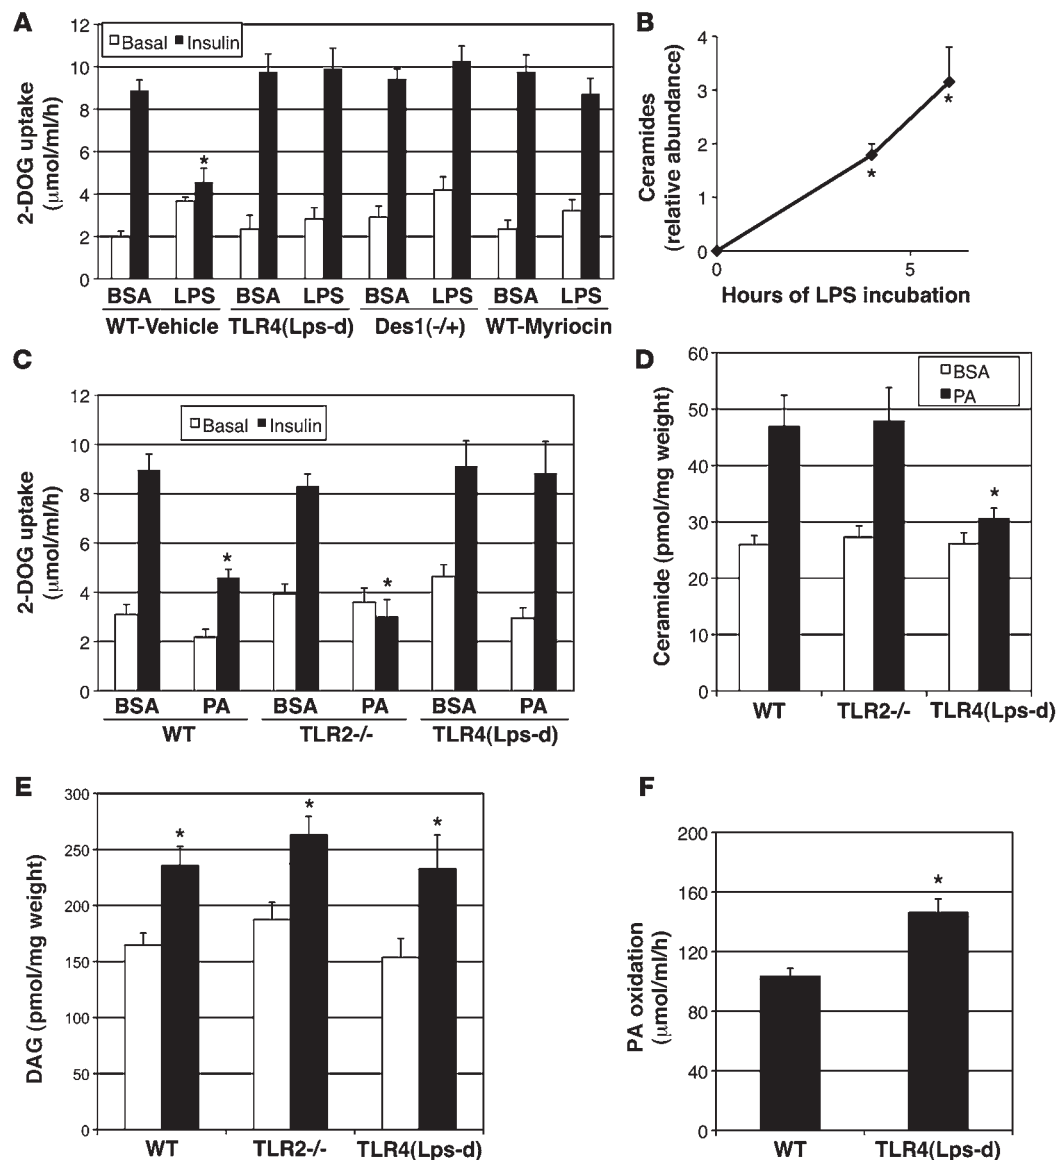 A
12
10
8
6
4
2
0
2-DOG uptake
(μmol/ml/h)
Basal Insulin
*
BSA LPS BSA LPS BSA LPS BSA LPS
WT-Vehicle TLR4(Lps-d) Des1(-/+) WT-Myriocin
B
4
3
2
1
0
Ceramides
(relative abundance)
*
*
0 5
Hours of LPS incubation
C
12
10
8
6
4
2
0
2-DOG uptake
(μmol/ml/h)
Basal Insulin
*
*
BSA PA BSA PA BSA PA
WT TLR2-/- TLR4(Lps-d)
D
60
50
40
30
20
10
0
Ceramide (pmol/mg weight)
BSA
PA
*
WT TLR2-/- TLR4(Lps-d)
E
300
250
200
150
100
50
0
DAG (pmol/mg weight)
* * *
WT TLR2-/- TLR4(Lps-d)
F
200
160
120
80
40
0
PA oxidation
(μmol/ml/h)
*
WT TLR4(Lps-d)